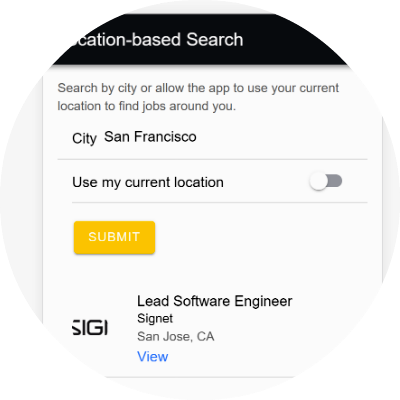 cation-based Search
Search by city or allow the app to use your current
location to find jobs around you.
City San Francisco
Use my current location
SUBMIT
Lead Software Engineer
Signet
SIGI
San Jose, CA
View